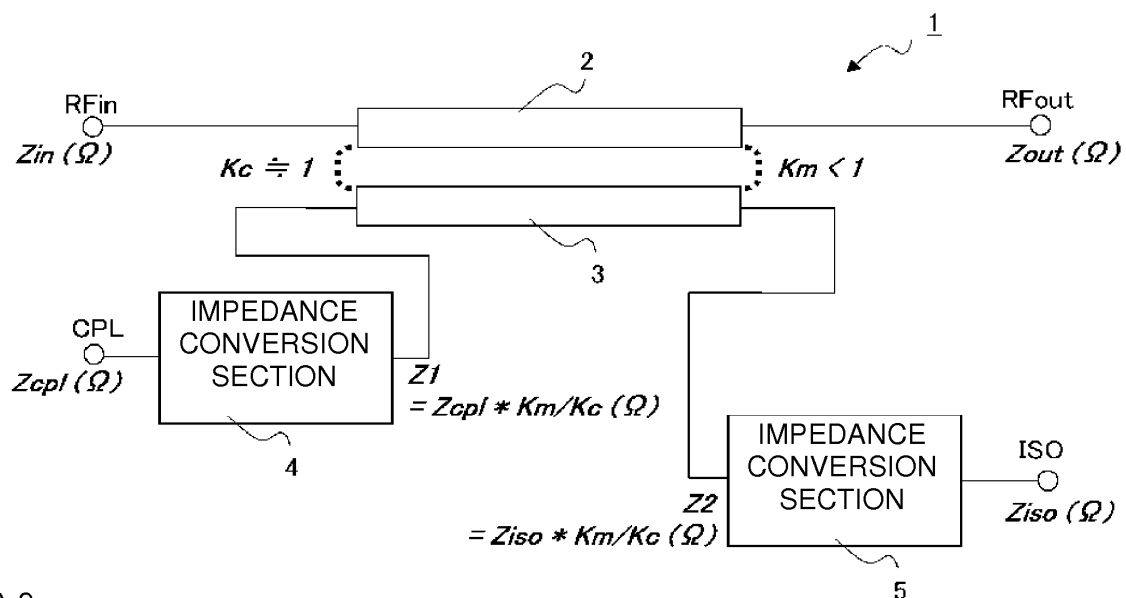 1
2
RFin
RFout
Zin (Ω)
Zout (Ω)
Kc ≒ 1
Km < 1
3
IMPEDANCE
CONVERSION
SECTION
CPL
Zcpl (Ω)
Z1
= Zcpl * Km/Kc (Ω)
4
IMPEDANCE
CONVERSION
SECTION
ISO
Z2
Ziso (Ω)
= Ziso * Km/Kc (Ω)
5